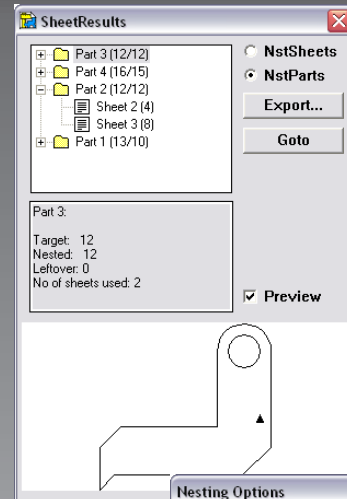 SheetResults
Part 3 (12/12)
Part 4 (16/15)
Part 2 (12/12)
Sheet 2 (4)
Sheet 3 (8)
Part 1 (13/10)
NstSheets
NstParts
Export...
Goto
Part 3:
Target: 12
Nested: 12
Leftover: 0
No of sheets used: 2
Preview
Nesting Options